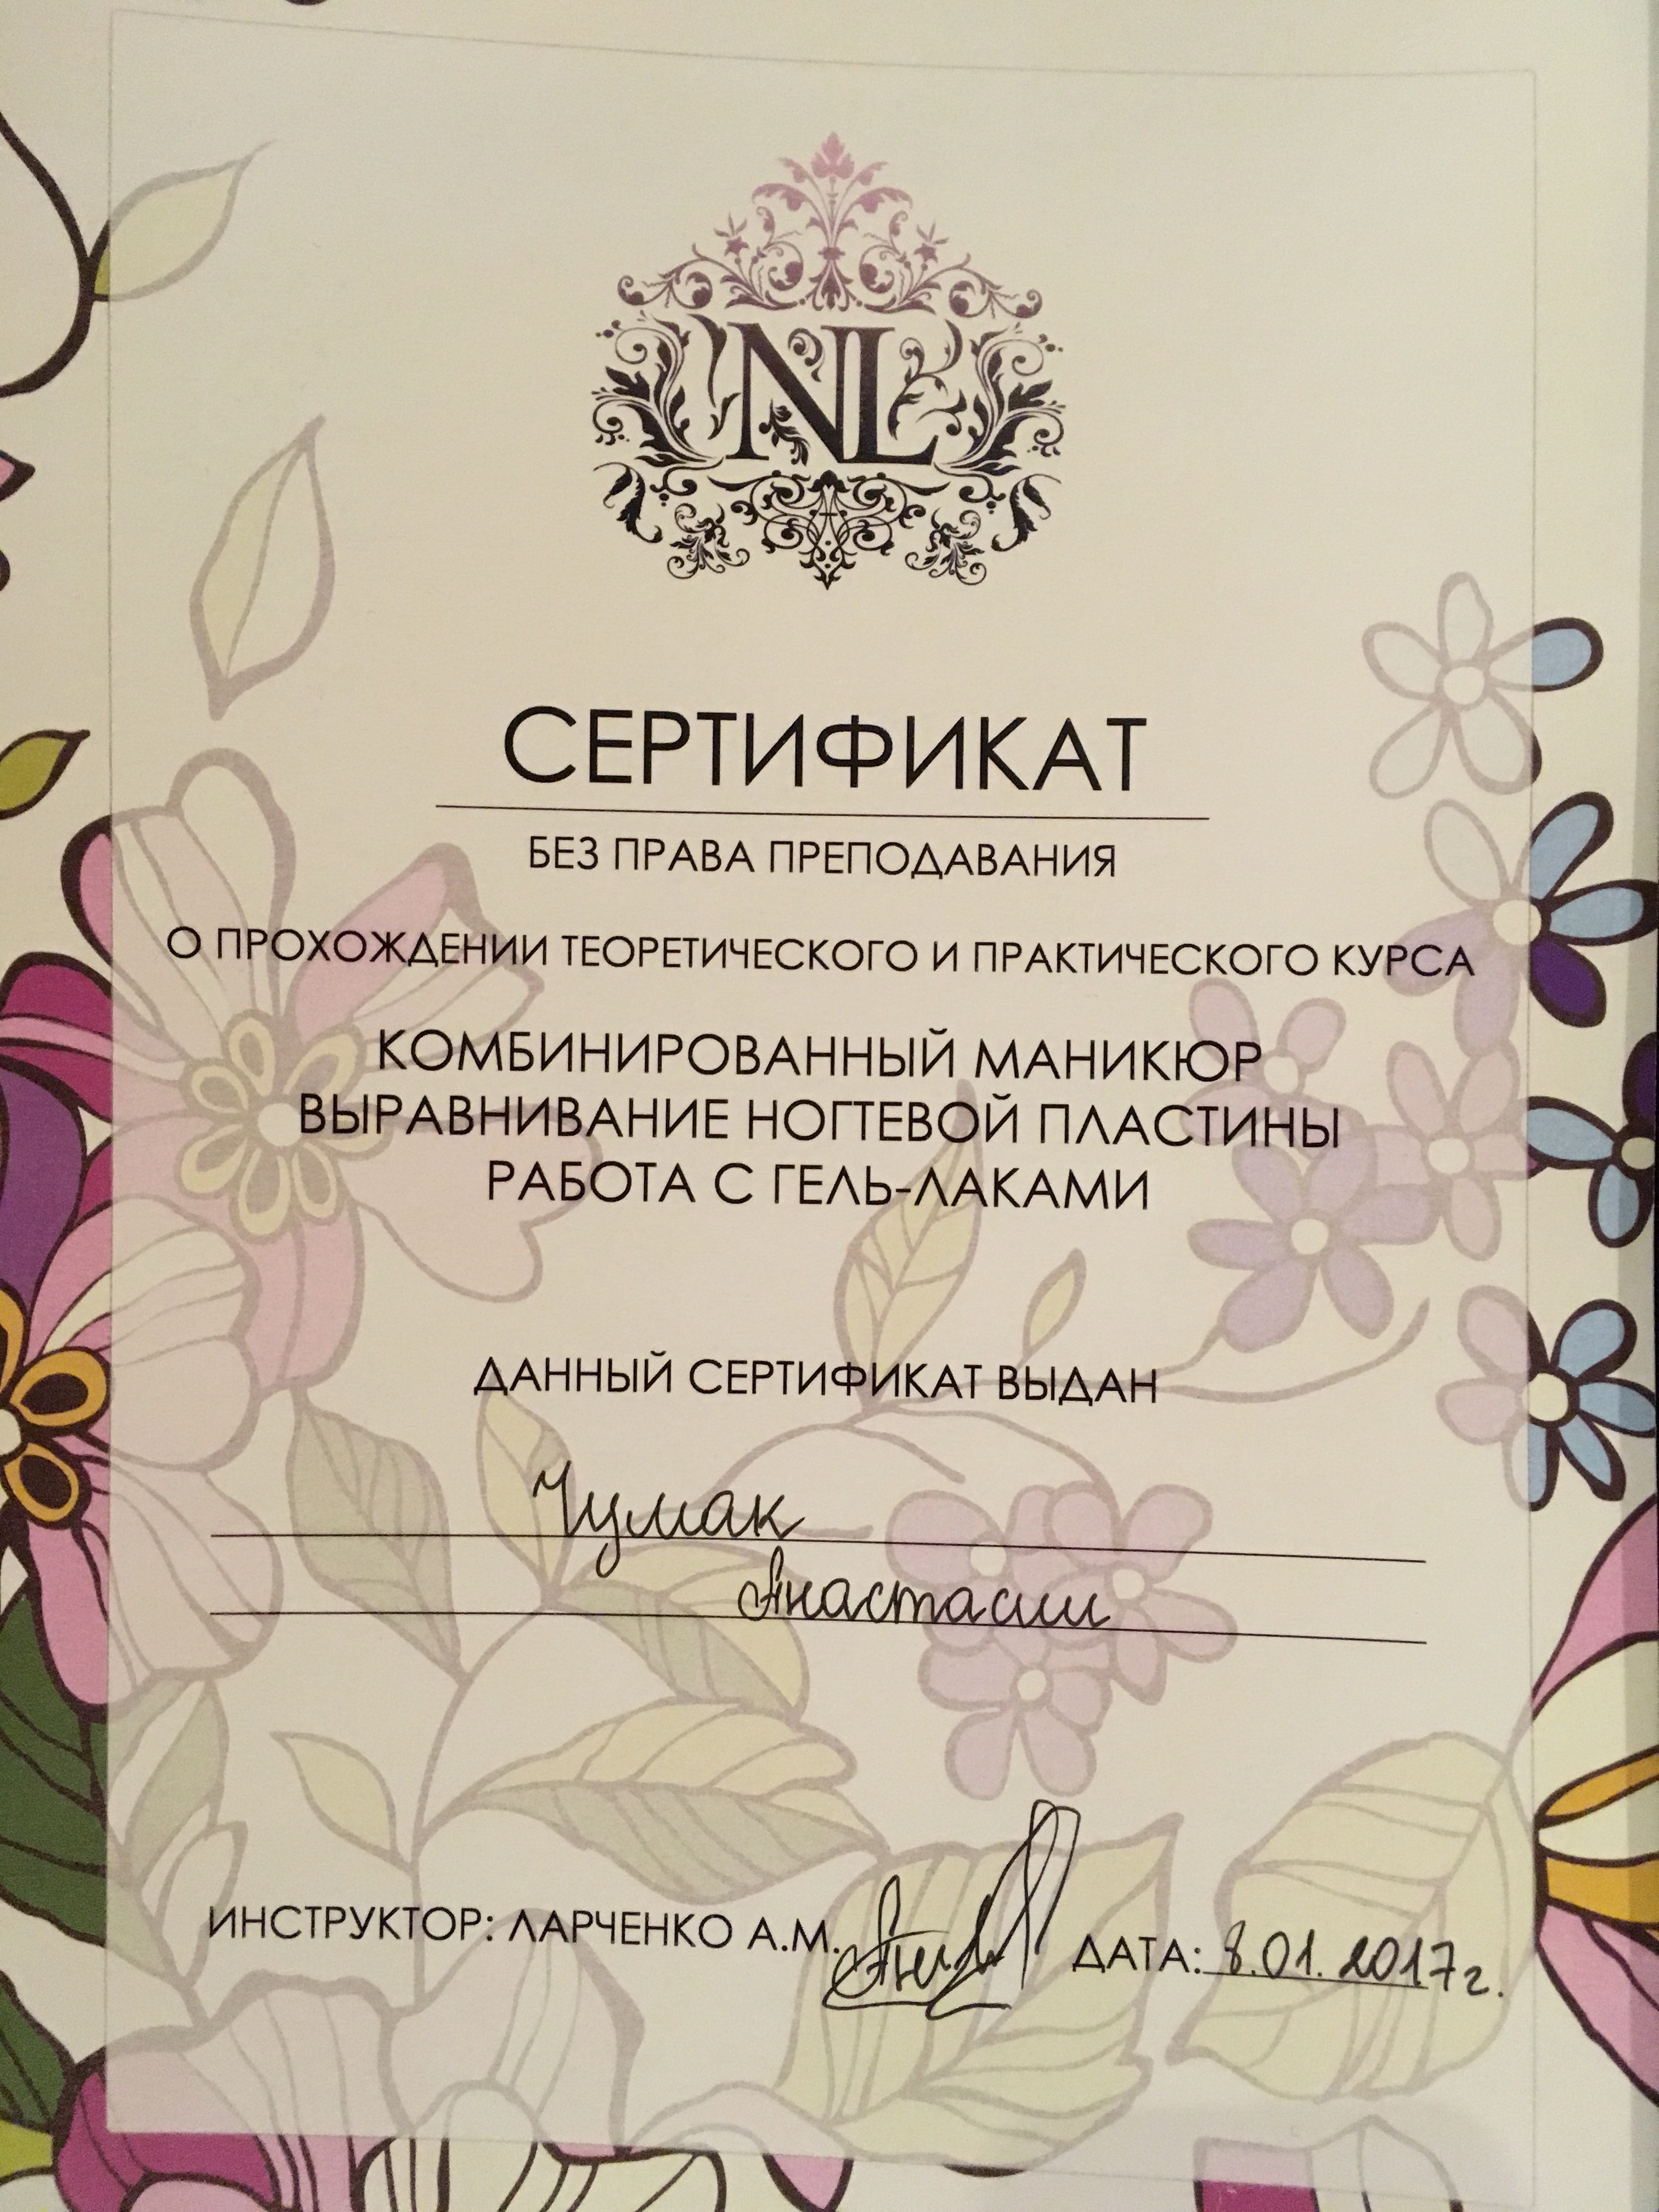 NL
СЕРТИФИКАТ
БЕЗ ПРАВА ПРЕПОДАВАНИЯ
О ПРОХОЖДЕНИИ ТЕОРЕТИЧЕСКОГО И ПРАКТИЧЕСКОГО КУРСА
КОМБИНИРОВАННЫЙ МАНИКЮР
ВЫРАВНИВАНИЕ НОГТЕВОЙ ПЛАСТИНЫ
РАБОТА С ГЕЛЬ-ЛАКАМИ
ДАННЫЙ СЕРТИФИКАТ ВЫДАН
Чумак
Анастасии
ИНСТРУКТОР: ЛАРЧЕНКО А.М. ДАТА: 8.01.2017г.